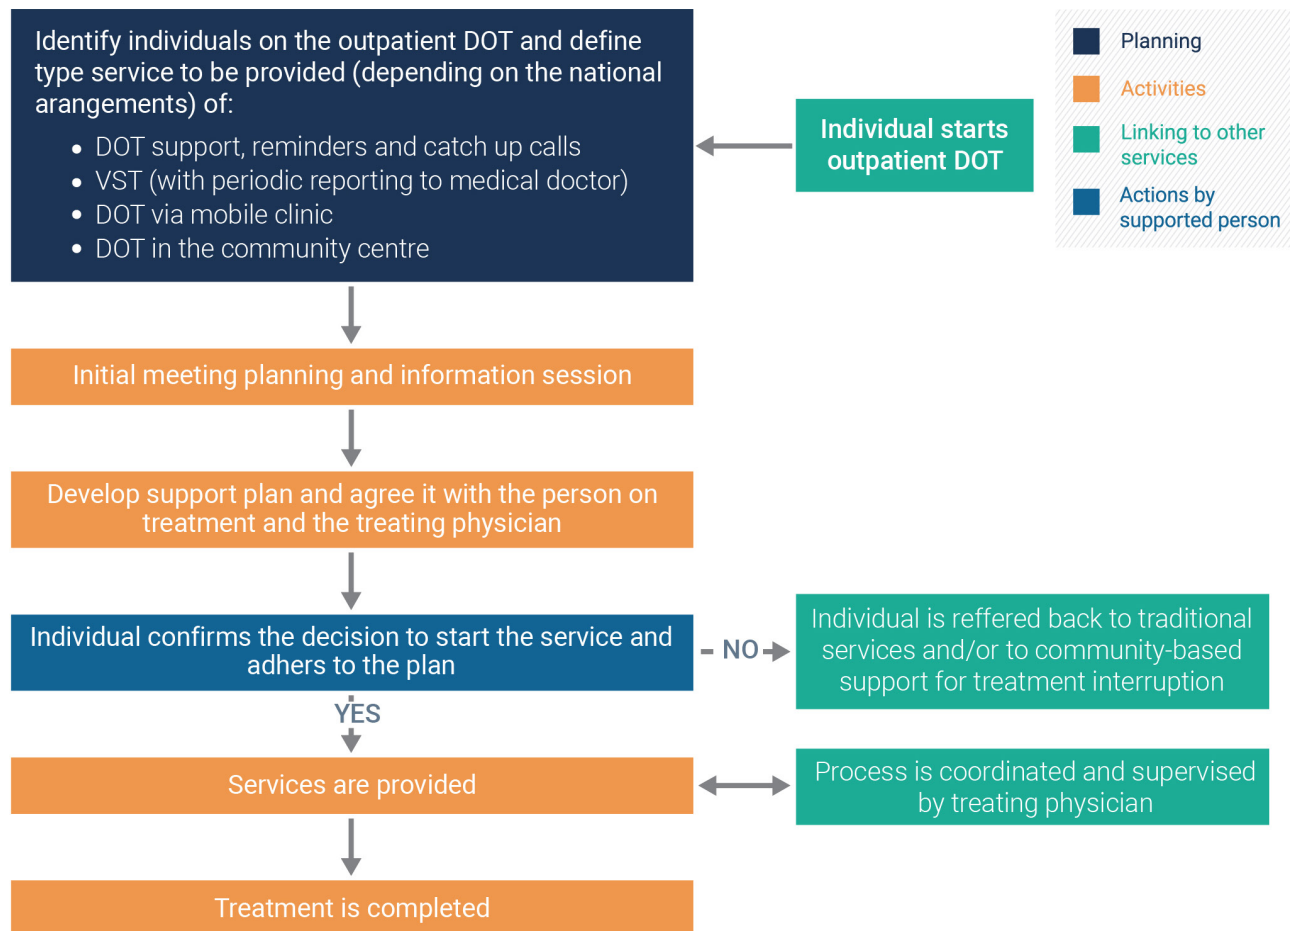 Identify individuals on the outpatient DOT and define
type service to be provided (depending on the national
arangements) of:
• DOT support, reminders and catch up calls
• VST (with periodic reporting to medical doctor)
• DOT via mobile clinic
• DOT in the community centre
Individual starts
outpatient DOT
Planning
Activities
Linking to other
services
Actions by
supported person
Initial meeting planning and information session
Develop support plan and agree it with the person on
treatment and the treating physician
Individual confirms the decision to start the service and
adhers to the plan
NO
Individual is reffered back to traditional
services and/or to community-based
support for treatment interruption
YES
Services are provided
Process is coordinated and supervised
by treating physician
Treatment is completed